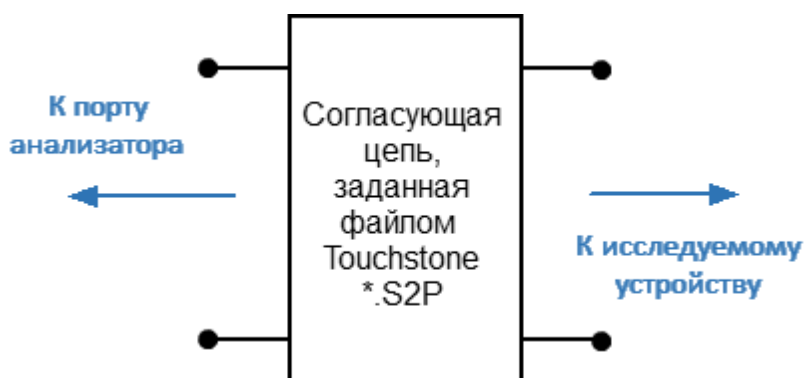 К порту
анализатора
Согласующая
цепь,
заданная
файлом
Touchstone
*.S2P
К исследуемому
устройству